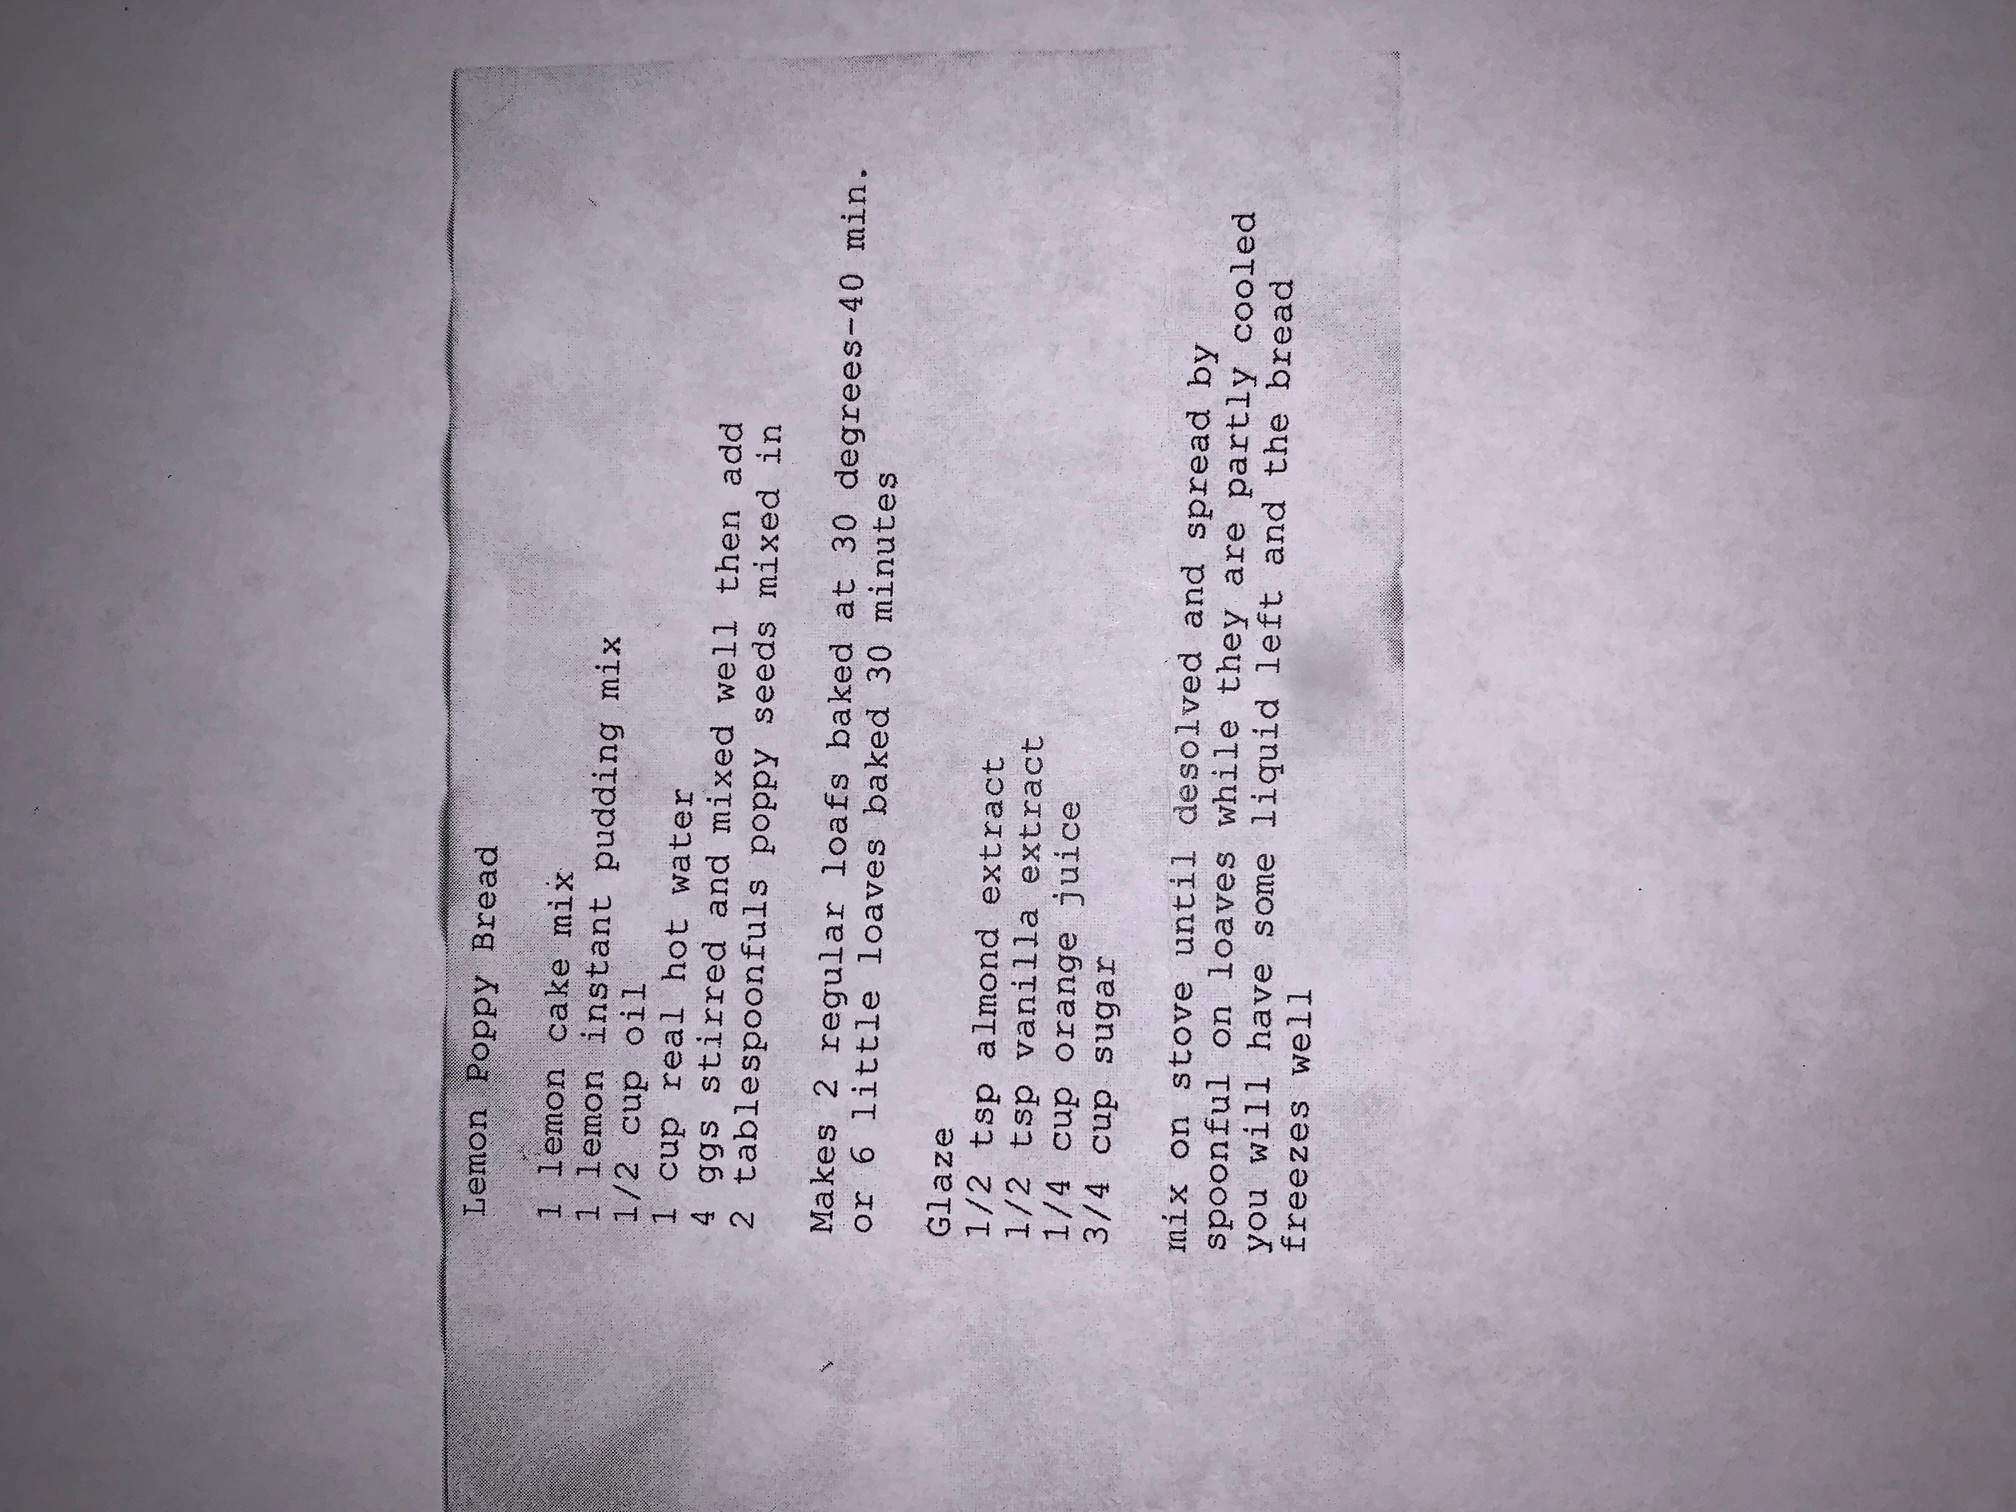 Lemon Poppy Bread
1 lemon cake mix
1 lemon instant pudding mix
1/2 cup oil
1 cup real hot water
4 ggs stirred and mixed well then add
2 tablespoonfuls poppy seeds mixed in
Makes 2 regular loafs baked at 30 degrees-40 min.
or 6 little loaves baked 30 minutes
Glaze
1/2 tsp almond extract
1/2 tsp vanilla extract
1/4 cup orange juice
3/4 cup sugar
mix on stove until desolved and spread by
spoonful on loaves while they are partly cooled
you will have some liquid left and the bread
freezes well